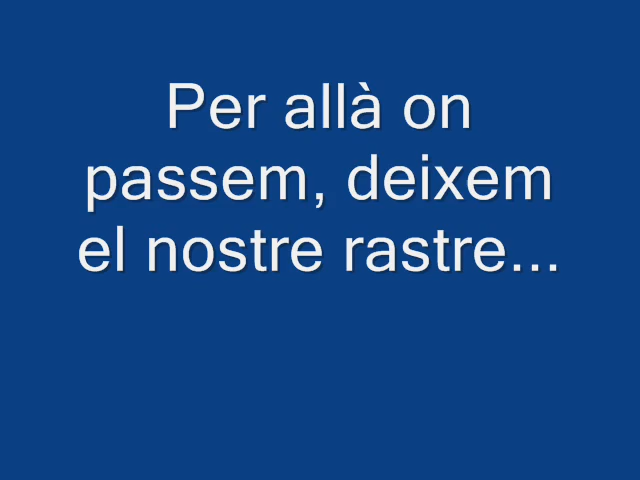 Per allà on
passem, deixem
el nostre rastre...